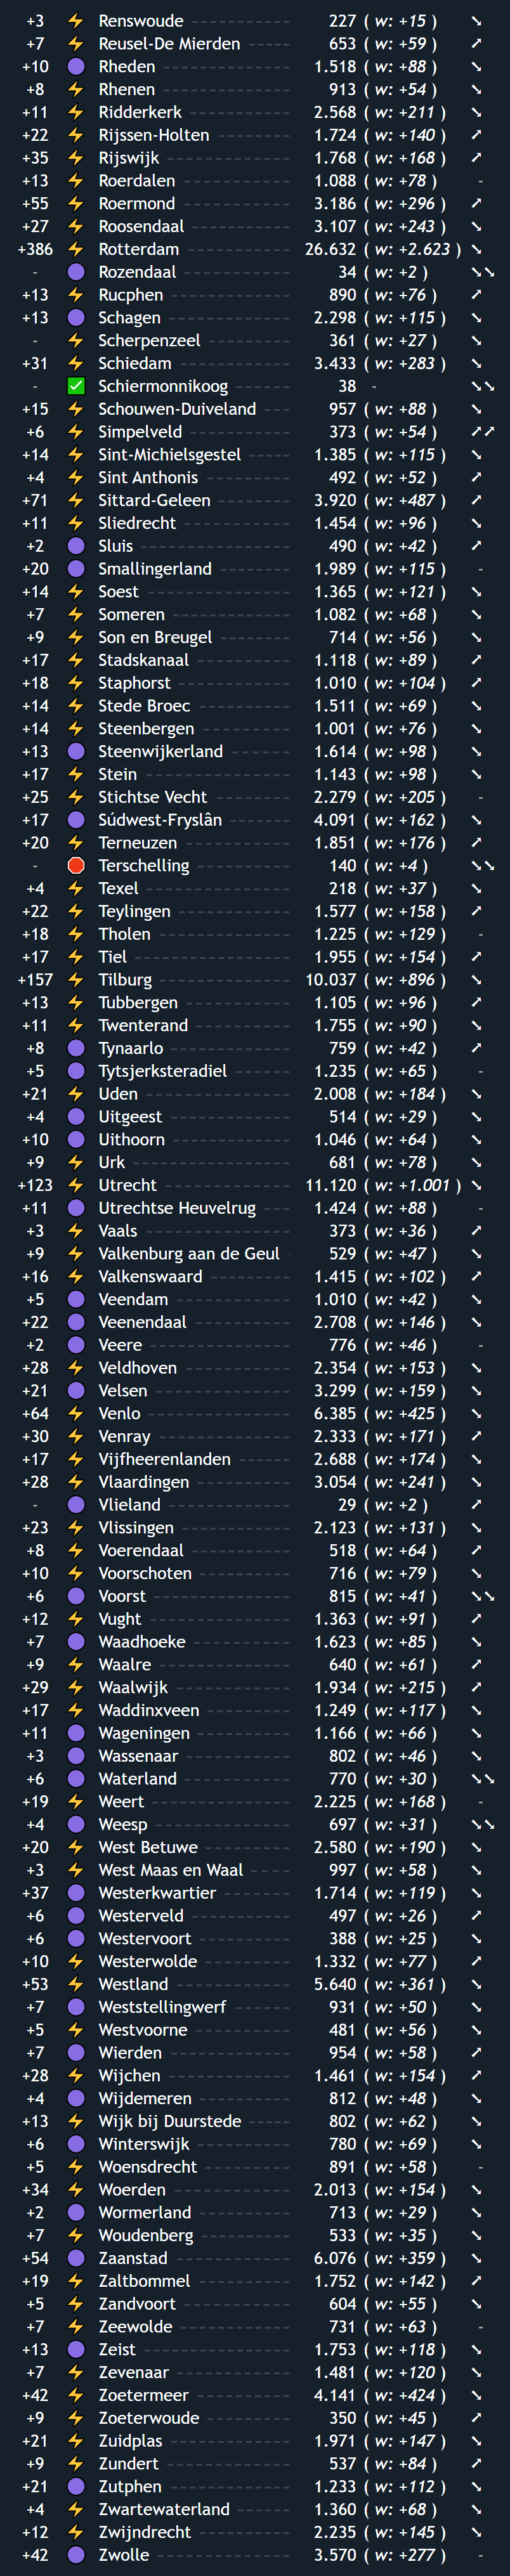 +3 ⚡ Renswoude ------ 227 ( w: +15 ) ➘
+7 ⚡ Reusel-De Mierden ------ 653 ( w: +59 ) ➚
+10 🟣 Rheden ------ 1.518 ( w: +88 ) ➘
+8 ⚡ Rhenen ------ 913 ( w: +54 ) ➘
+11 ⚡ Ridderkerk ------ 2.568 ( w: +211 ) ➘
+22 ⚡ Rijssen-Holten ------ 1.724 ( w: +140 ) ➚
+35 ⚡ Rijswijk ------ 1.768 ( w: +168 ) ➚
+13 ⚡ Roerdalen ------ 1.088 ( w: +78 ) -
+55 ⚡ Roermond ------ 3.186 ( w: +296 ) ➚
+27 ⚡ Roosendaal ------ 3.107 ( w: +243 ) ➘
+386 ⚡ Rotterdam ------ 26.632 ( w: +2.623 ) ➘
- 🟣 Rozendaal ------ 34 ( w: +2 ) ➘➘
+13 ⚡ Rucphen ------ 890 ( w: +76 ) ➚
+13 🟣 Schagen ------ 2.298 ( w: +115 ) ➘
- ⚡ Scherpenzeel ------ 361 ( w: +27 ) ➘
+31 ⚡ Schiedam ------ 3.433 ( w: +283 ) ➘
- ✅ Schiermonnikoog ------ 38 - ➘➘
+15 ⚡ Schouwen-Duiveland ------ 957 ( w: +88 ) ➘
+6 ⚡ Simpelveld ------ 373 ( w: +54 ) ➚➚
+14 ⚡ Sint-Michielsgestel ------ 1.385 ( w: +115 ) ➘
+4 ⚡ Sint Anthonis ------ 492 ( w: +52 ) ➚
+71 ⚡ Sittard-Geleen ------ 3.920 ( w: +487 ) ➚
+11 ⚡ Sliedrecht ------ 1.454 ( w: +96 ) ➘
+2 🟣 Sluis ------ 490 ( w: +42 ) ➚
+20 🟣 Smallingerland ------ 1.989 ( w: +115 ) -
+14 ⚡ Soest ------ 1.365 ( w: +121 ) ➘
+7 ⚡ Someren ------ 1.082 ( w: +68 ) ➘
+9 ⚡ Son en Breugel ------ 714 ( w: +56 ) ➘
+17 ⚡ Stadskanaal ------ 1.118 ( w: +89 ) ➚
+18 ⚡ Staphorst ------ 1.010 ( w: +104 ) ➚
+14 ⚡ Stede Broec ------ 1.511 ( w: +69 ) ➘
+14 ⚡ Steenbergen ------ 1.001 ( w: +76 ) ➘
+13 🟣 Steenwijkerland ------ 1.614 ( w: +98 ) ➘
+17 ⚡ Stein ------ 1.143 ( w: +98 ) ➘
+25 ⚡ Stichtse Vecht ------ 2.279 ( w: +205 ) -
+17 🟣 Súdwest-Fryslân ------ 4.091 ( w: +162 ) ➘
+20 ⚡ Terneuzen ------ 1.851 ( w: +176 ) ➚
- 🛑 Terschelling ------ 140 ( w: +4 ) ➘➘
+4 ⚡ Texel ------ 218 ( w: +37 ) ➘
+22 ⚡ Teylingen ------ 1.577 ( w: +158 ) ➚
+18 ⚡ Tholen ------ 1.225 ( w: +129 ) -
+17 ⚡ Tiel ------ 1.955 ( w: +154 ) ➚
+157 ⚡ Tilburg ------ 10.037 ( w: +896 ) ➘
+13 ⚡ Tubbergen ------ 1.105 ( w: +96 ) ➚
+11 ⚡ Twenterand ------ 1.755 ( w: +90 ) ➘
+8 🟣 Tynaarlo ------ 759 ( w: +42 ) ➚
+5 🟣 Tytsjerksteradiel ------ 1.235 ( w: +65 ) -
+21 ⚡ Uden ------ 2.008 ( w: +184 ) ➘
+4 🟣 Uitgeest ------ 514 ( w: +29 ) ➘
+10 🟣 Uithoorn ------ 1.046 ( w: +64 ) ➘
+9 ⚡ Urk ------ 681 ( w: +78 ) ➘
+123 ⚡ Utrecht ------ 11.120 ( w: +1.001 ) ➘
+11 🟣 Utrechtse Heuvelrug ------ 1.424 ( w: +88 ) -
+3 ⚡ Vaals ------ 373 ( w: +36 ) ➚
+9 ⚡ Valkenburg aan de Geul - 529 ( w: +47 ) ➘
+16 ⚡ Valkenswaard ------ 1.415 ( w: +102 ) ➚
+5 🟣 Veendam ------ 1.010 ( w: +42 ) ➘
+22 🟣 Veenendaal ------ 2.708 ( w: +146 ) ➘
+2 🟣 Veere ------ 776 ( w: +46 ) -
+28 ⚡ Veldhoven ------ 2.354 ( w: +153 ) ➘
+21 🟣 Velsen ------ 3.299 ( w: +159 ) ➘
+64 ⚡ Venlo ------ 6.385 ( w: +425 ) ➘
+30 ⚡ Venray ------ 2.333 ( w: +171 ) ➚
+17 ⚡ Vijfheerenlanden ------ 2.688 ( w: +174 ) ➘
+28 ⚡ Vlaardingen ------ 3.054 ( w: +241 ) ➘
- 🟣 Vlieland ------ 29 ( w: +2 ) ➚
+23 ⚡ Vlissingen ------ 2.123 ( w: +131 ) ➘
+8 ⚡ Voerendaal ------ 518 ( w: +64 ) ➚
+10 ⚡ Voorschoten ------ 716 ( w: +79 ) ➘
+6 🟣 Voorst ------ 815 ( w: +41 ) ➘➘
+12 ⚡ Vught ------ 1.363 ( w: +91 ) ➚
+7 🟣 Waadhoeke ------ 1.623 ( w: +85 ) ➘
+9 ⚡ Waalre ------ 640 ( w: +61 ) ➚
+29 ⚡ Waalwijk ------ 1.934 ( w: +215 ) ➚
+17 ⚡ Waddinxveen ------ 1.249 ( w: +117 ) ➘
+11 🟣 Wageningen ------ 1.166 ( w: +66 ) ➘
+3 🟣 Wassenaar ------ 802 ( w: +46 ) ➘
+6 🟣 Waterland ------ 770 ( w: +30 ) ➘➘
+19 ⚡ Weert ------ 2.225 ( w: +168 ) -
+4 🟣 Weesp ------ 697 ( w: +31 ) ➘➘
+20 ⚡ West Betuwe ------ 2.580 ( w: +190 ) ➘
+3 ⚡ West Maas en Waal ------ 997 ( w: +58 ) ➘
+37 🟣 Westerkwartier ------ 1.714 ( w: +119 ) ➘
+6 🟣 Westerveld ------ 497 ( w: +26 ) ➚
+6 🟣 Westervoort ------ 388 ( w: +25 ) ➘
+10 ⚡ Westerwolde ------ 1.332 ( w: +77 ) ➚
+53 ⚡ Westland ------ 5.640 ( w: +361 ) ➘
+7 🟣 Weststellingwerf ------ 931 ( w: +50 ) ➘
+5 ⚡ Westvoorne ------ 481 ( w: +56 ) ➘
+7 🟣 Wierden ------ 954 ( w: +58 ) ➚
+28 ⚡ Wijchen ------ 1.461 ( w: +154 ) ➚
+4 🟣 Wijdemeren ------ 812 ( w: +48 ) ➘
+13 ⚡ Wijk bij Duurstede ------ 802 ( w: +62 ) ➘
+6 🟣 Winterswijk ------ 780 ( w: +69 ) ➘
+5 ⚡ Woensdrecht ------ 891 ( w: +58 ) -
+34 ⚡ Woerden ------ 2.013 ( w: +154 ) ➘
+2 🟣 Wormerland ------ 713 ( w: +29 ) ➘
+7 ⚡ Woudenberg ------ 533 ( w: +35 ) ➘
+54 🟣 Zaanstad ------ 6.076 ( w: +359 ) ➘
+19 ⚡ Zaltbommel ------ 1.752 ( w: +142 ) ➚
+5 ⚡ Zandvoort ------ 604 ( w: +55 ) ➘
+7 ⚡ Zeewolde ------ 731 ( w: +63 ) -
+13 🟣 Zeist ------ 1.753 ( w: +118 ) ➘
+7 ⚡ Zevenaar ------ 1.481 ( w: +120 ) ➘
+42 ⚡ Zoetermeer ------ 4.141 ( w: +424 ) ➘
+9 ⚡ Zoeterwoude ------ 350 ( w: +45 ) ➚
+21 ⚡ Zuidplas ------ 1.971 ( w: +147 ) ➘
+9 ⚡ Zundert ------ 537 ( w: +84 ) ➚
+21 🟣 Zutphen ------ 1.233 ( w: +112 ) ➘
+4 ⚡ Zwartewaterland ------ 1.360 ( w: +68 ) ➘
+12 ⚡ Zwijndrecht ------ 2.235 ( w: +145 ) ➘
+42 🟣 Zwolle ------ 3.570 ( w: +277 ) -